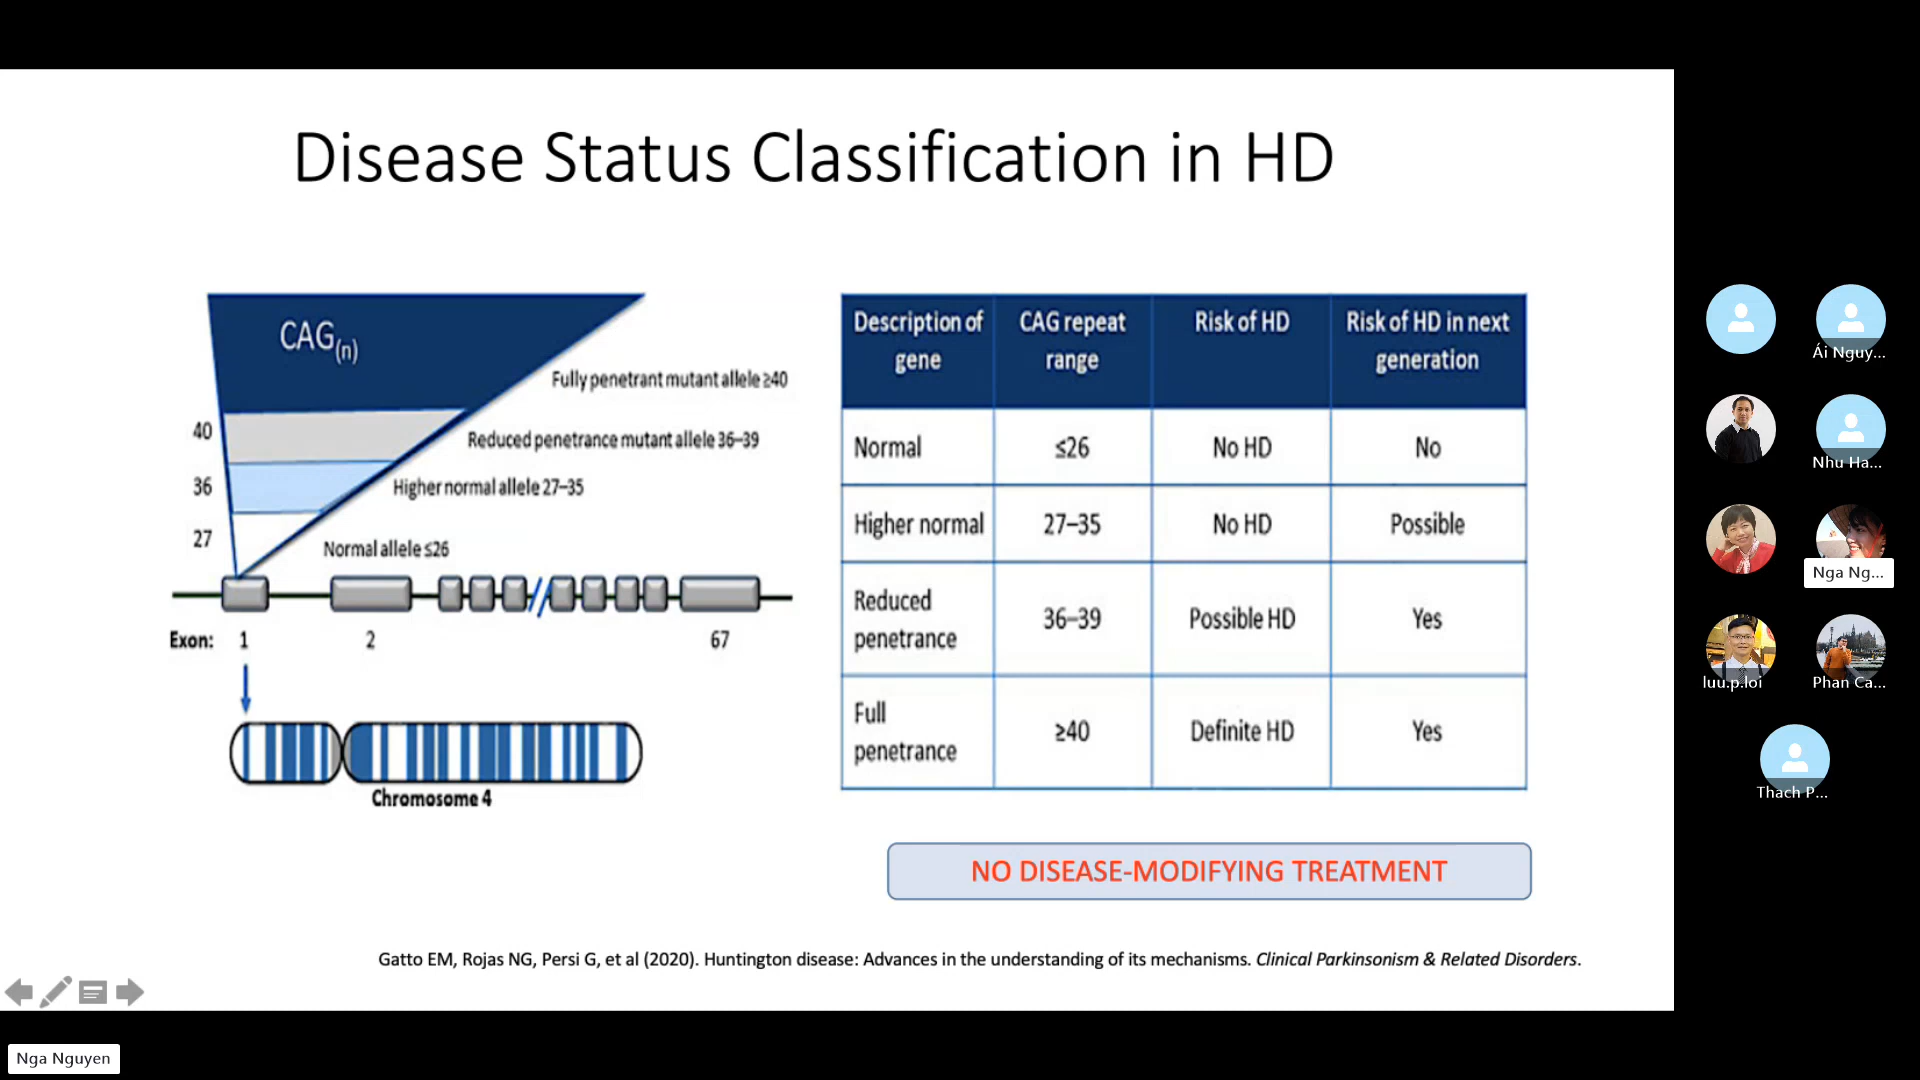 Disease Status Classification in HD
CAG(n)
Fully penetrant mutant allele ≥40
40
Reduced penetrance mutant allele 36–39
36
Higher normal allele 27–35
27
Normal allele ≤26
Exon: 1 2 67
Chromosome 4
Description of gene CAG repeat range Risk of HD Risk of HD in next generation
Normal ≤26 No HD No
Higher normal 27–35 No HD Possible
Reduced penetrance 36–39 Possible HD Yes
Full penetrance ≥40 Definite HD Yes
NO DISEASE-MODIFYING TREATMENT
Gatto EM, Rojas NG, Persi G, et al (2020). Huntington disease: Advances in the understanding of its mechanisms. Clinical Parkinsonism & Related Disorders.
Ái Nguy...
Nhu Ha...
Nga Ng...
luu.p.loi
Phan Ca...
Thach P...
Nga Nguyen